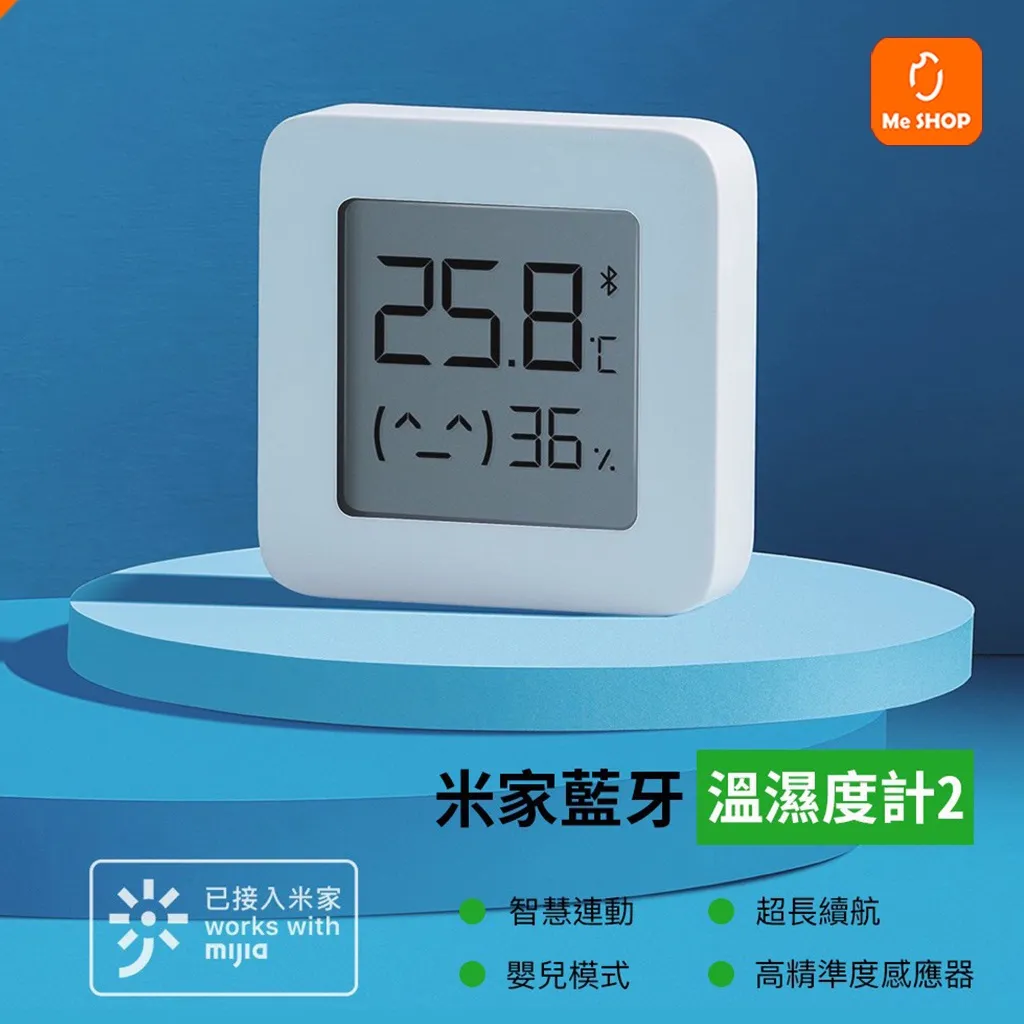 Me SHOP
25.8 °C
(^_^) 36 %
米家藍牙 溫濕度計2
已接入米家
works with
mijia
智慧連動
超長續航
嬰兒模式
高精準度感應器